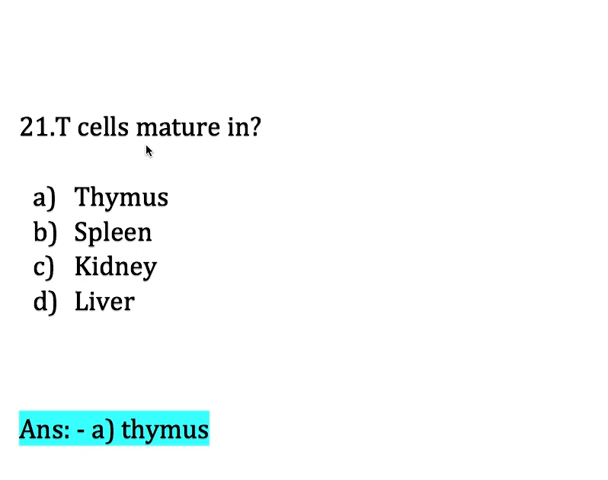 21.T cells mature in?
a) Thymus
b) Spleen
c) Kidney
d) Liver
Ans: - a) thymus